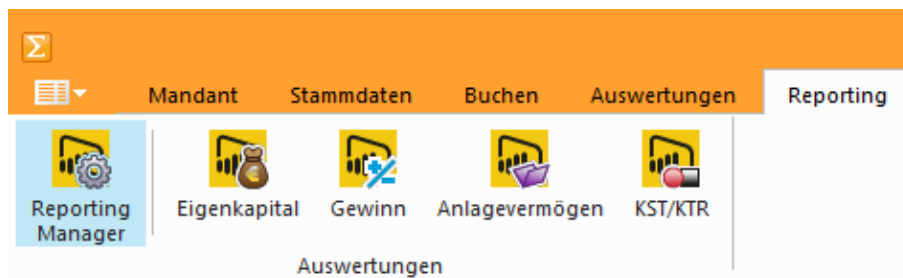 Σ
Mandant Stammdaten Buchen Auswertungen Reporting
Reporting Manager Eigenkapital Gewinn Anlagevermögen KST/KTR
Auswertungen